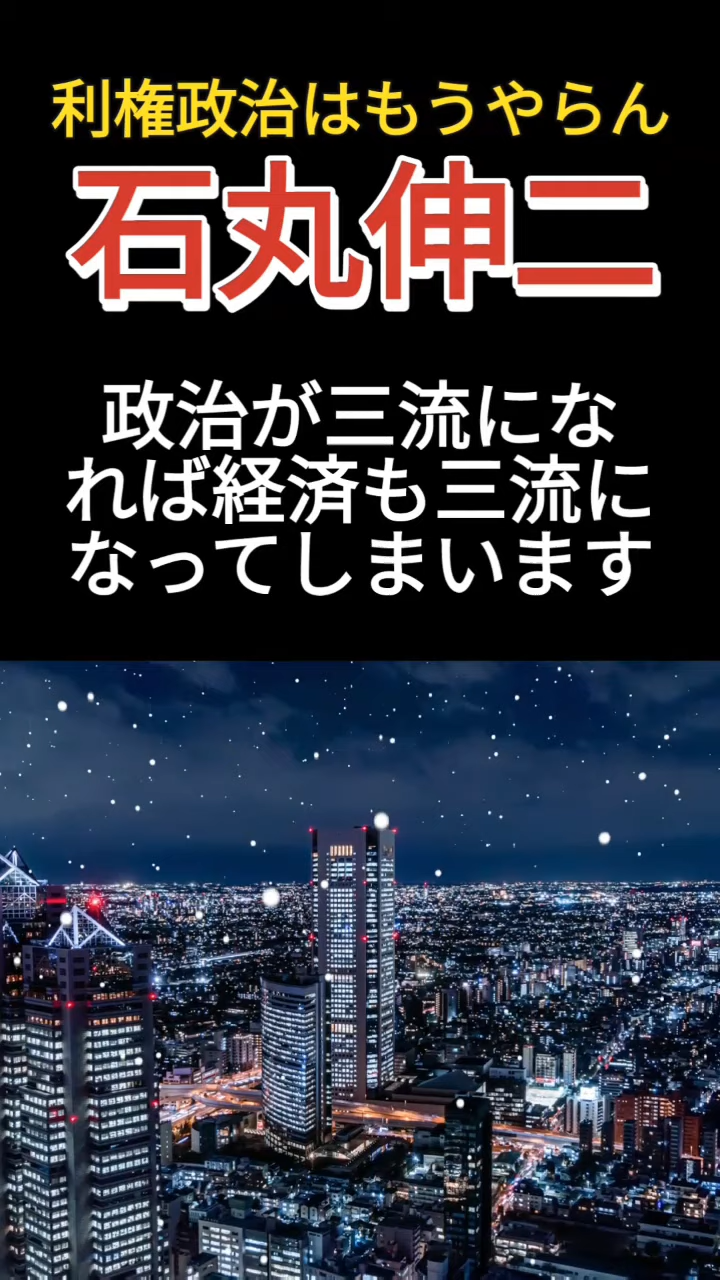 利権政治はもうやらん
石丸伸二
政治が三流にな
れば経済も三流に
なってしまいます